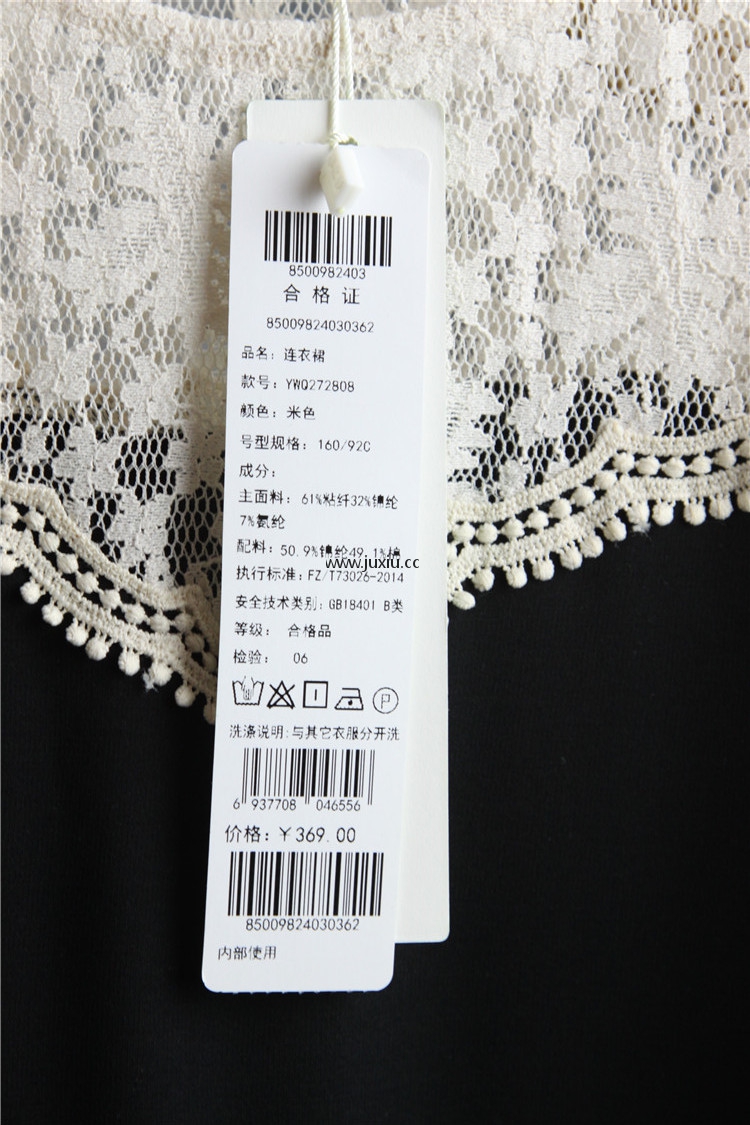 8500982403
合格证
85009824030362
品名: 连衣裙
款号: YWQ272808
颜色: 米色
号型规格: 160/92C
成分:
主面料: 61%粘纤32%锦纶
7%氨纶
配料: 50.9%锦纶49.1%棉
www.juxiu.cc
执行标准: FZ/T73026-2014
安全技术类别: GB18401 B类
等级: 合格品
检验: 06
P
洗涤说明:与其它衣服分开洗
6 937708 046556
价格: ¥369.00
85009824030362
内部使用